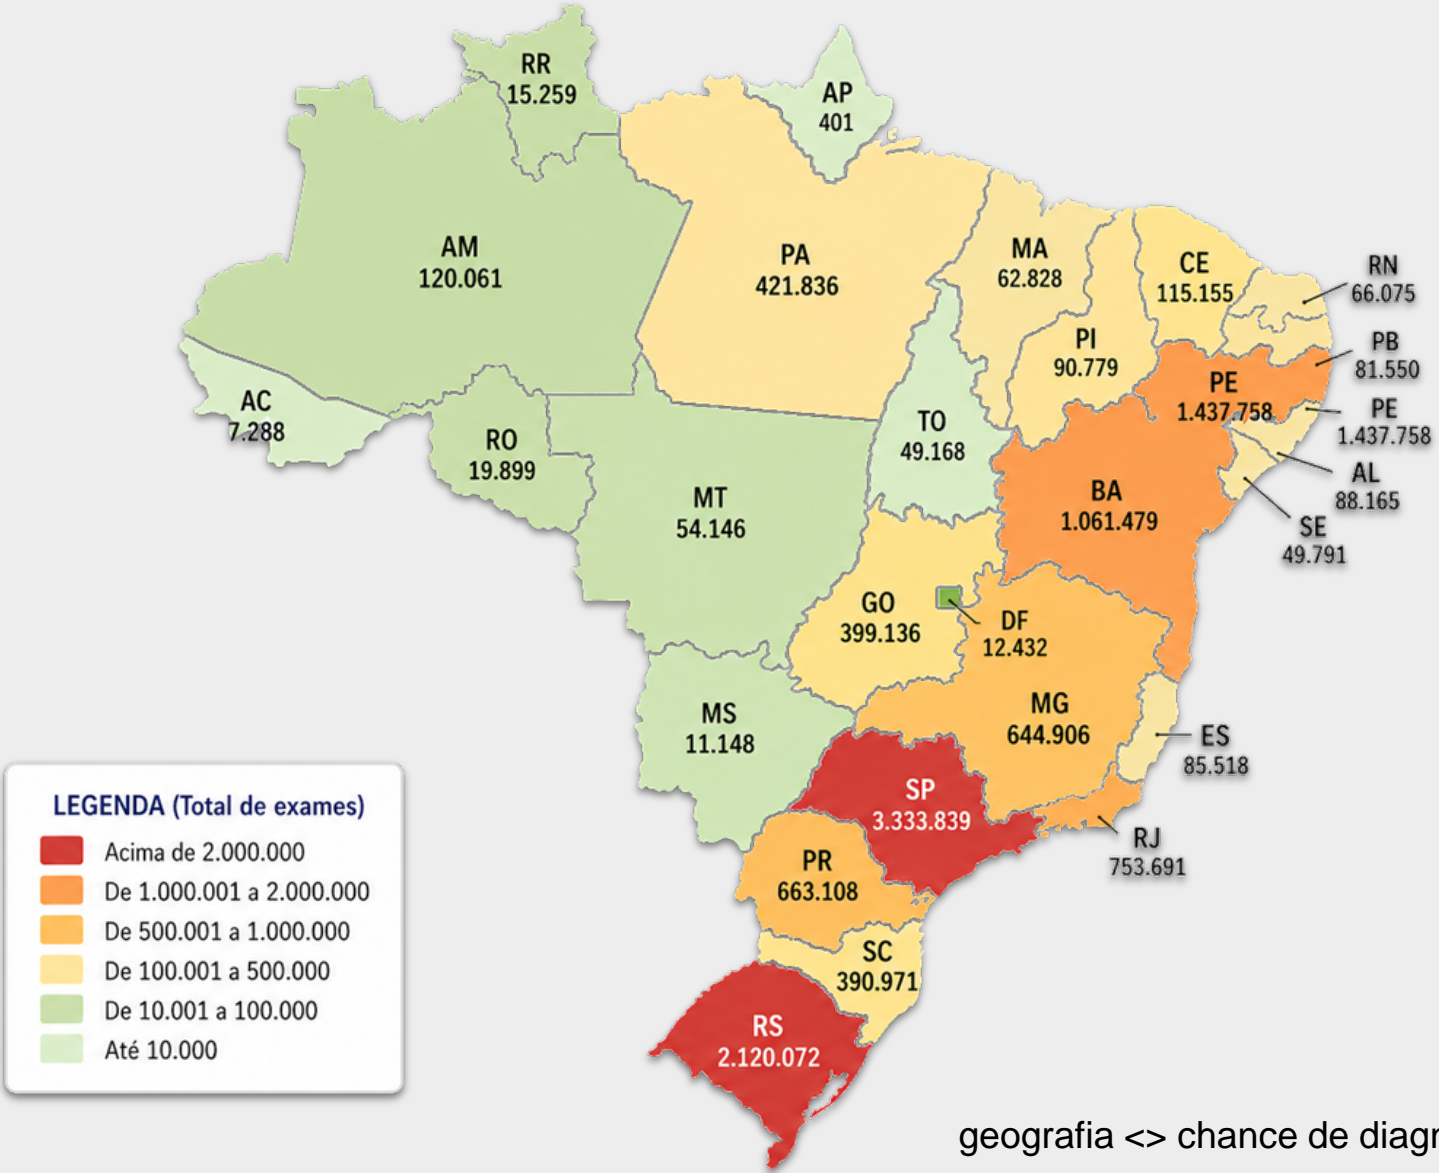 RR
15.259
AP
401
AM
120.061
PA
421.836
MA
62.828
CE
115.155
RN
66.075
PI
90.779
PB
81.550
PE
1.437.758
PE
1.437.758
AC
7.288
RO
19.899
TO
49.168
AL
88.165
MT
54.146
BA
1.061.479
SE
49.791
GO
399.136
DF
12.432
MS
11.148
MG
644.906
ES
85.518
SP
3.333.839
RJ
753.691
PR
663.108
SC
390.971
RS
2.120.072
LEGENDA (Total de exames)
Acima de 2.000.000
De 1.000.001 a 2.000.000
De 500.001 a 1.000.000
De 100.001 a 500.000
De 10.001 a 100.000
Até 10.000
geografia <> chance de